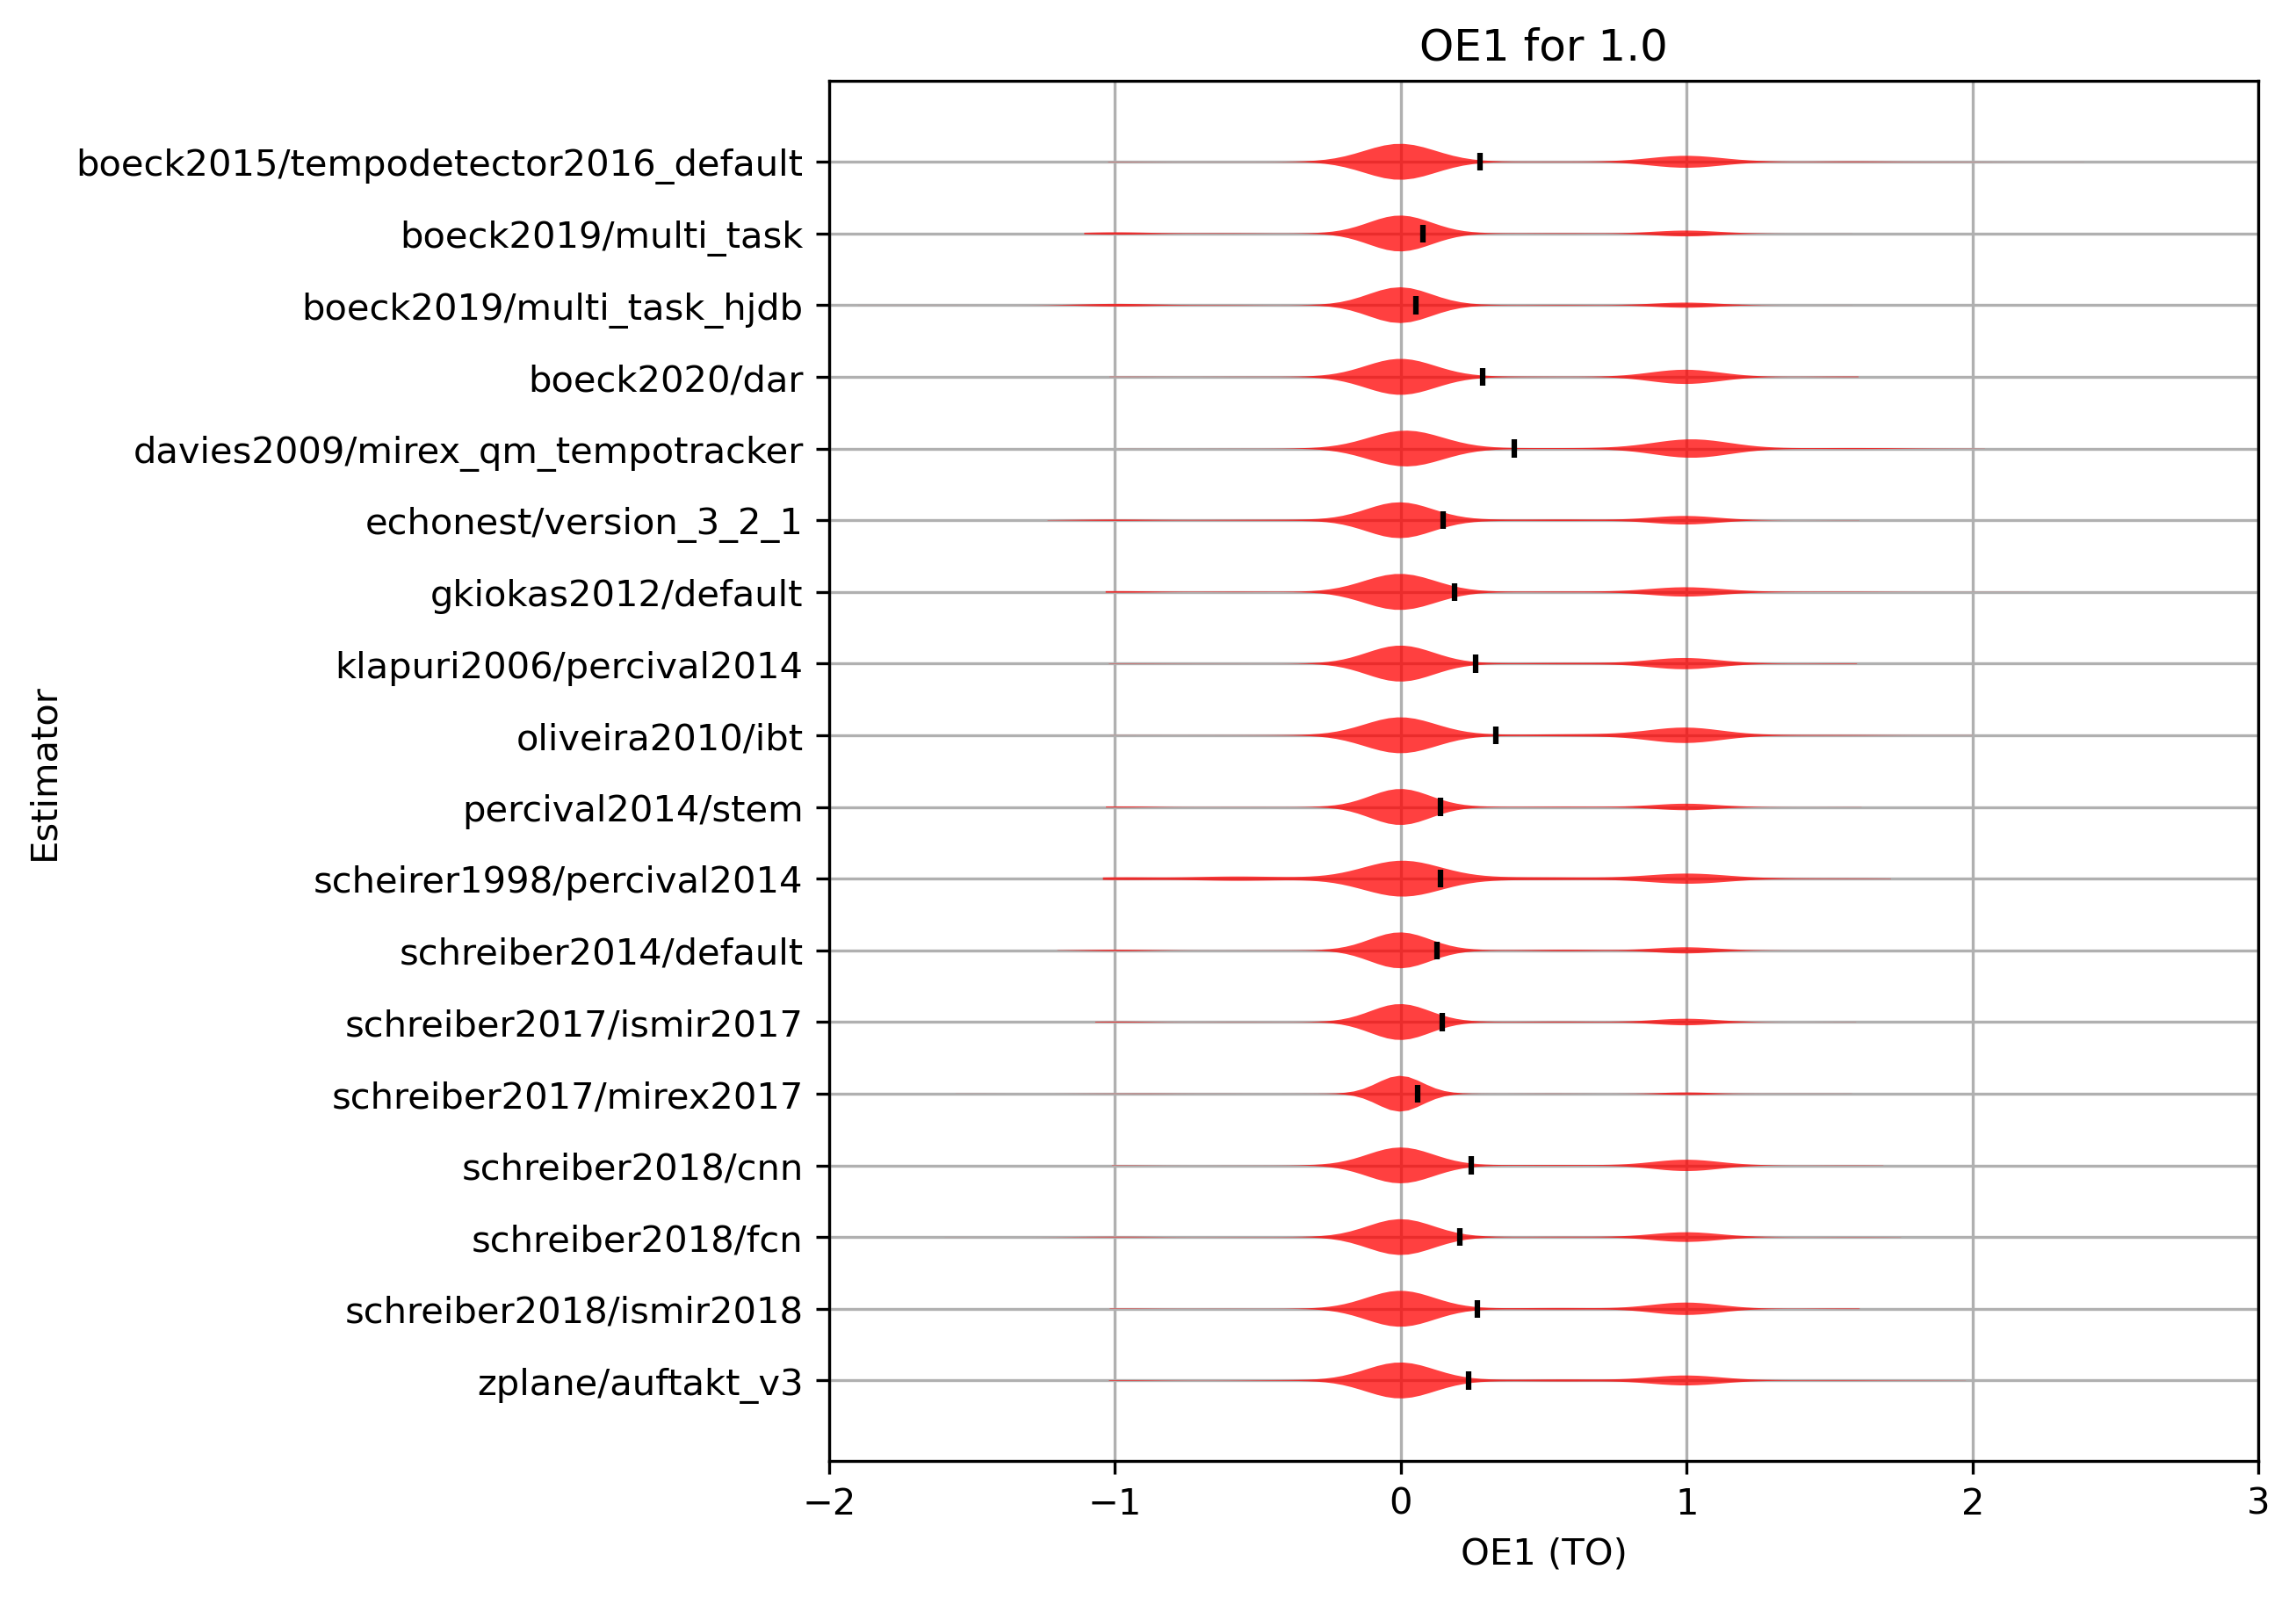 OE1 for 1.0
boeck2015/tempodetector2016_default
boeck2019/multi_task
boeck2019/multi_task_hjdb
boeck2020/dar
davies2009/mirex_qm_tempotracker
echonest/version_3_2_1
gkiokas2012/default
klapuri2006/percival2014
oliveira2010/ibt
percival2014/stem
scheirer1998/percival2014
schreiber2014/default
schreiber2017/ismir2017
schreiber2017/mirex2017
schreiber2018/cnn
schreiber2018/fcn
schreiber2018/ismir2018
zplane/auftakt_v3
Estimator
−2 −1 0 1 2 3
OE1 (TO)